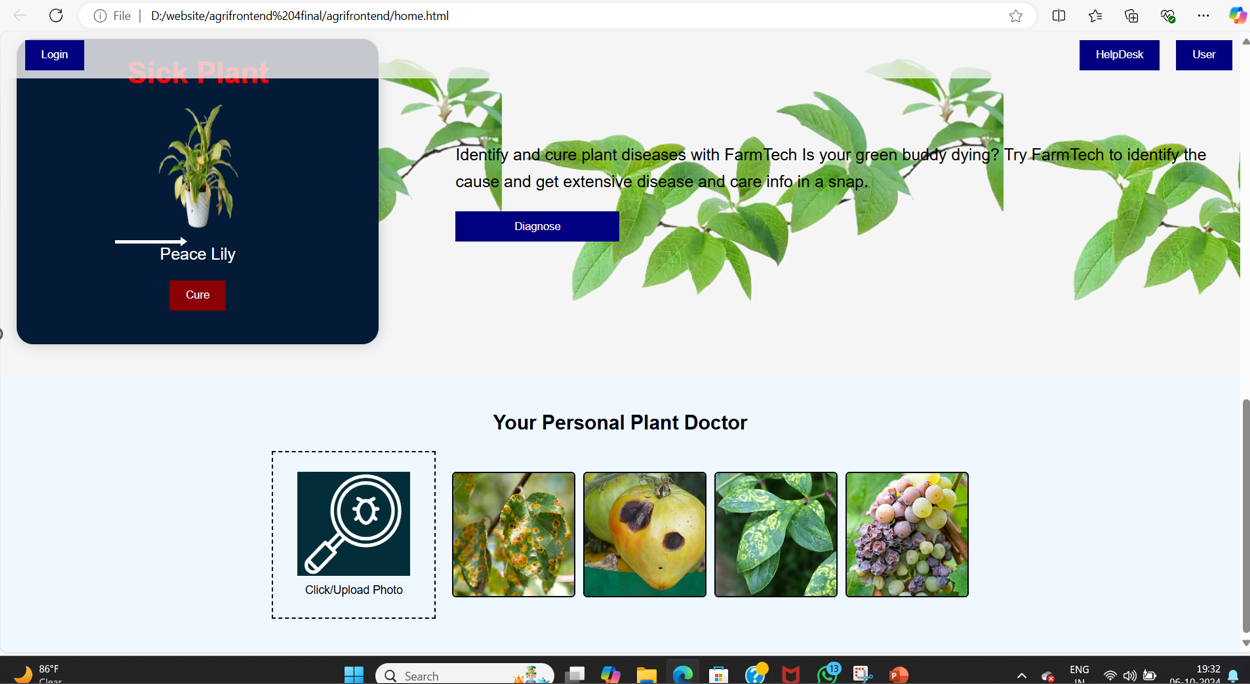 File
D:/website/agrifrontend%204final/agrifrontend/home.html
Login
HelpDesk
User
Sick Plant
Identify and cure plant diseases with FarmTech Is your green buddy dying? Try FarmTech to identify the
cause and get extensive disease and care info in a snap.
Diagnose
Peace Lily
Cure
Your Personal Plant Doctor
Click/Upload Photo
86°F
Clear
Search
13
ENG
IN
19:32
06-10-2024